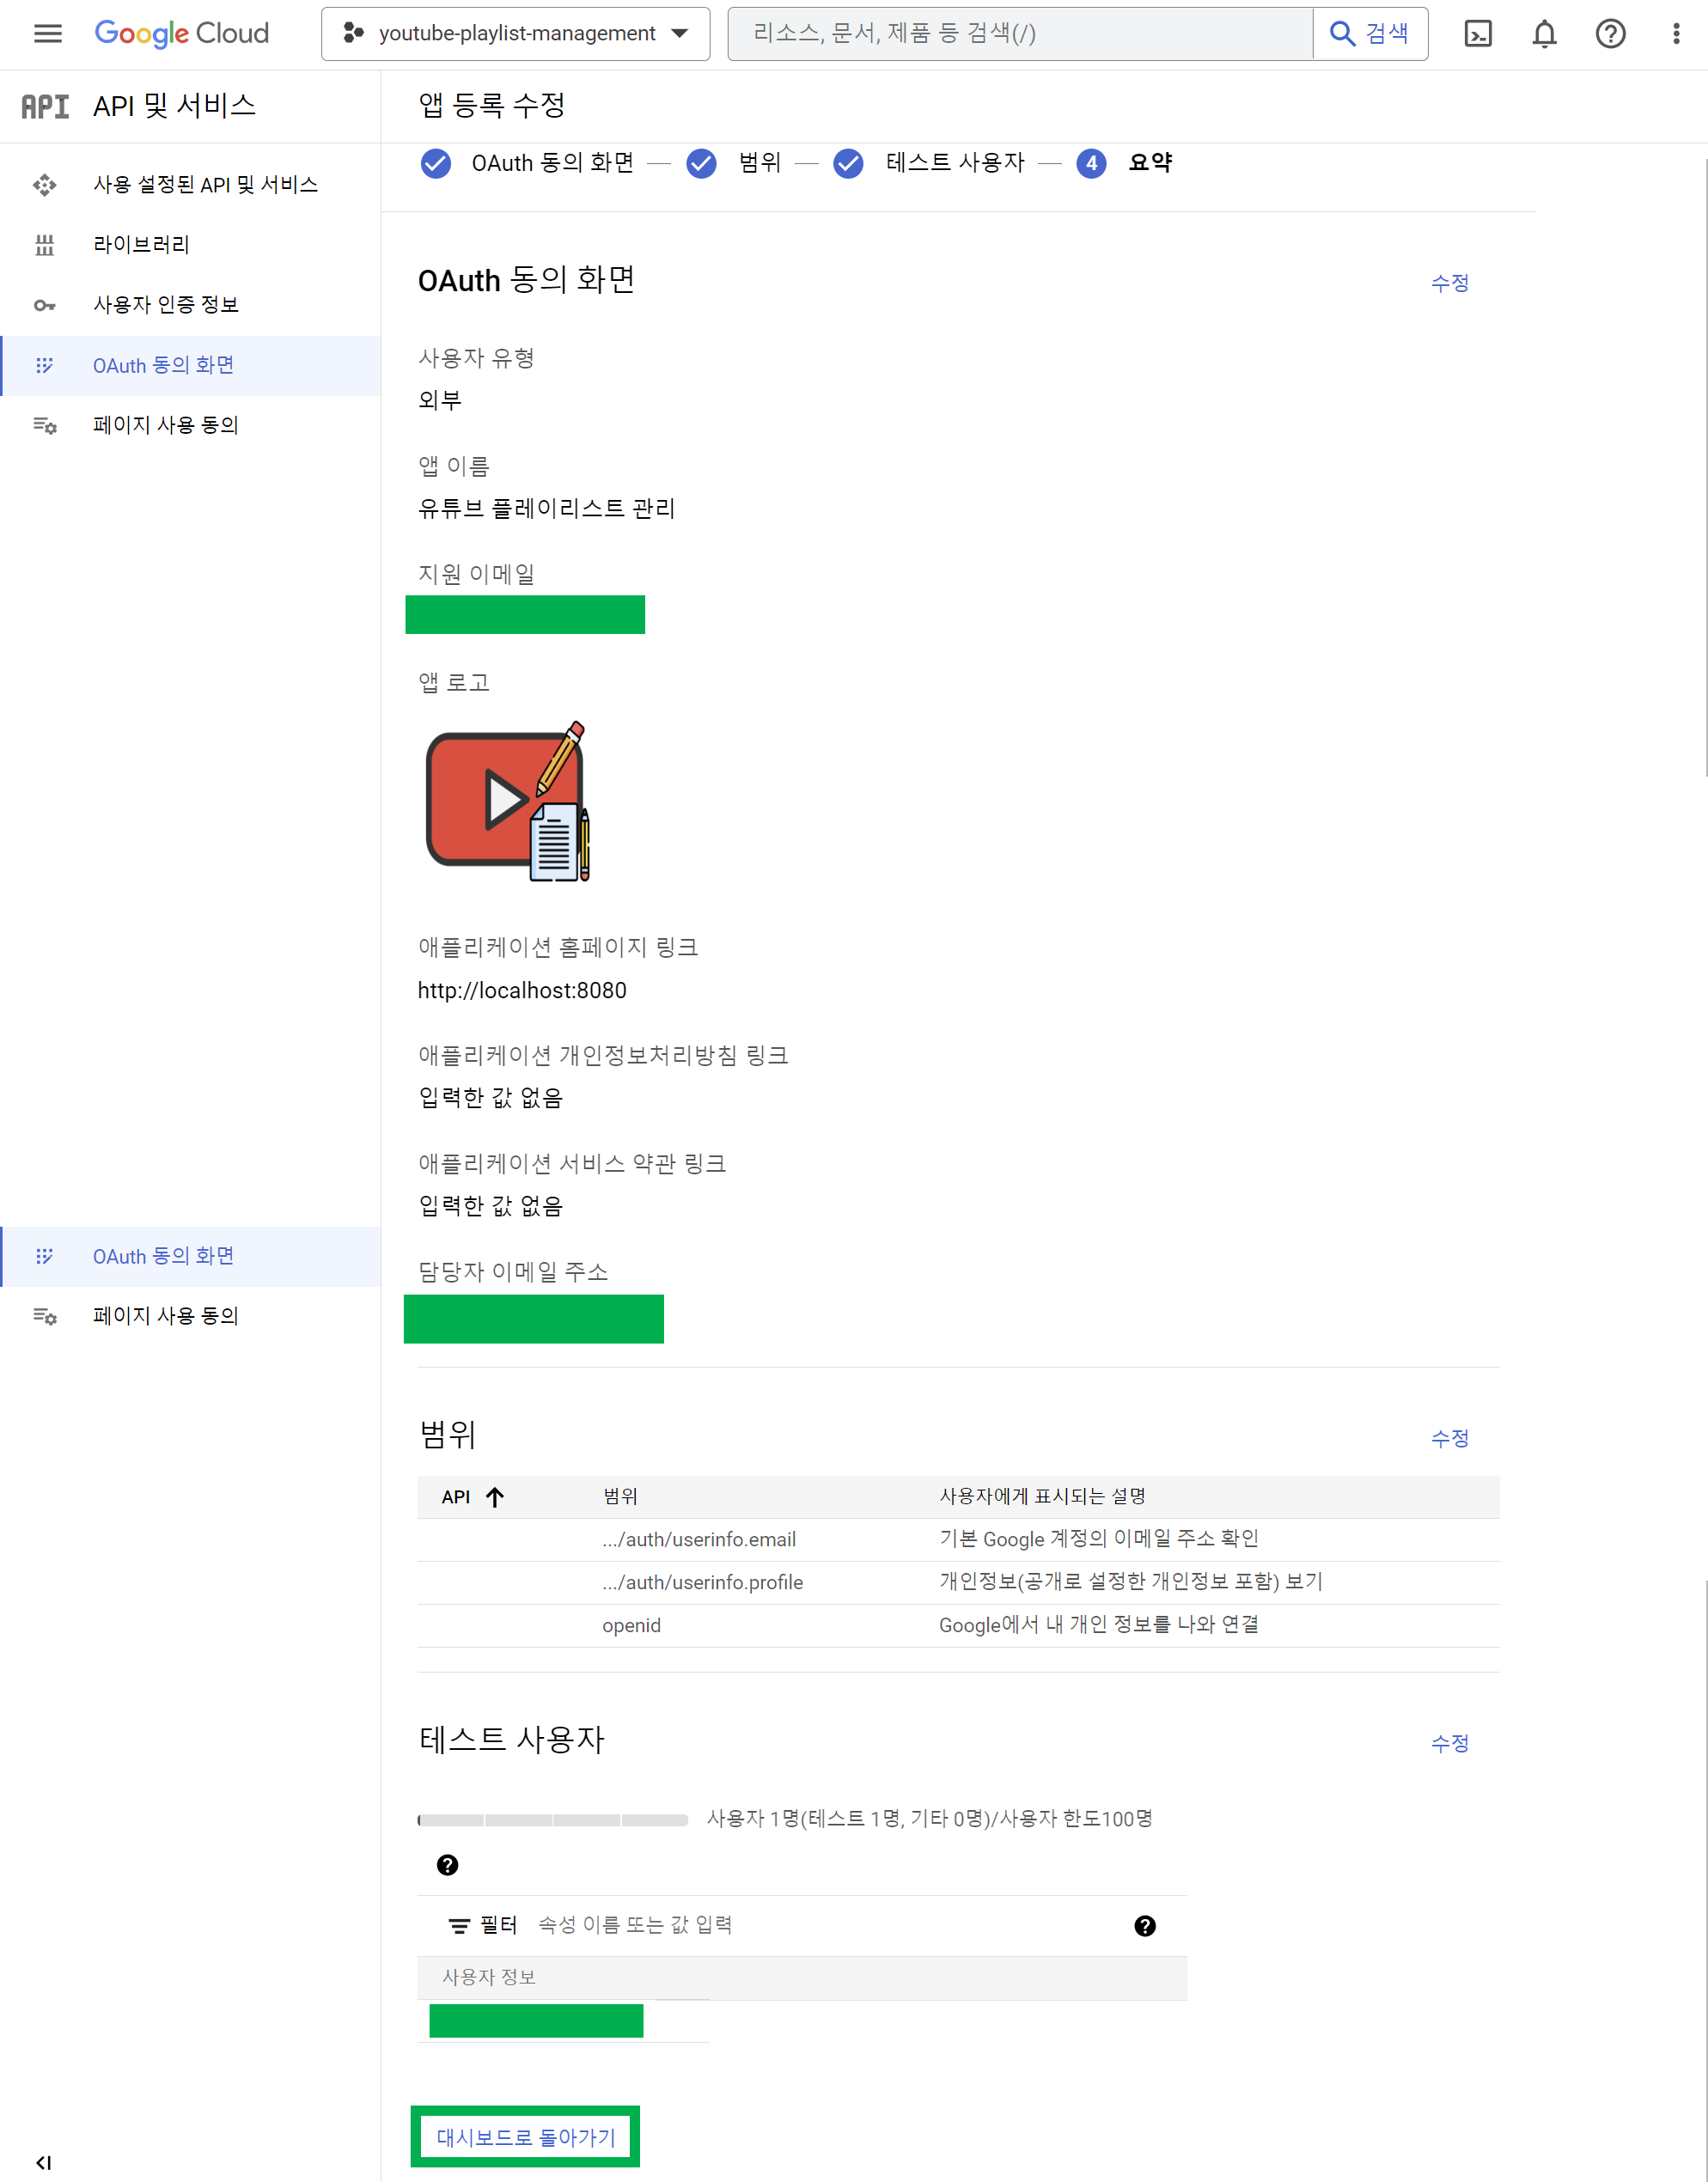 Google Cloud
youtube-playlist-management
리소스, 문서, 제품 등 검색(/)
검색
API API 및 서비스
앱 등록 수정
사용 설정된 API 및 서비스
라이브러리
사용자 인증 정보
OAuth 동의 화면
페이지 사용 동의
OAuth 동의 화면 — 범위 — 테스트 사용자 — 4 요약
OAuth 동의 화면
수정
사용자 유형
외부
앱 이름
유튜브 플레이리스트 관리
지원 이메일
앱 로고
애플리케이션 홈페이지 링크
http://localhost:8080
애플리케이션 개인정보처리방침 링크
입력한 값 없음
애플리케이션 서비스 약관 링크
입력한 값 없음
OAuth 동의 화면
페이지 사용 동의
담당자 이메일 주소
범위
수정
API 범위 사용자에게 표시되는 설명
.../auth/userinfo.email 기본 Google 계정의 이메일 주소 확인
.../auth/userinfo.profile 개인정보(공개로 설정한 개인정보 포함) 보기
openid Google에서 내 개인 정보를 나와 연결
테스트 사용자
수정
사용자 1명(테스트 1명, 기타 0명)/사용자 한도100명
필터 속성 이름 또는 값 입력
사용자 정보
대시보드로 돌아가기